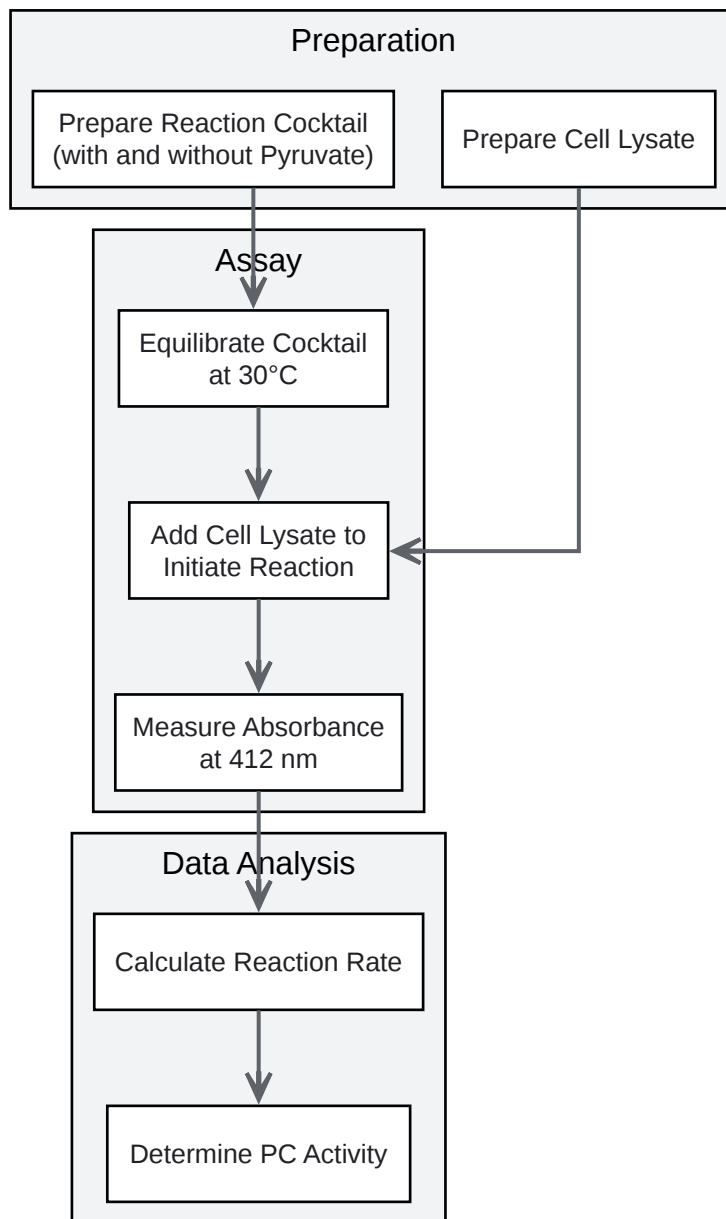 Preparation
Prepare Reaction Cocktail
(with and without Pyruvate)
Prepare Cell Lysate
Assay
Equilibrate Cocktail
at 30°C
Add Cell Lysate to
Initiate Reaction
Measure Absorbance
at 412 nm
Data Analysis
Calculate Reaction Rate
Determine PC Activity